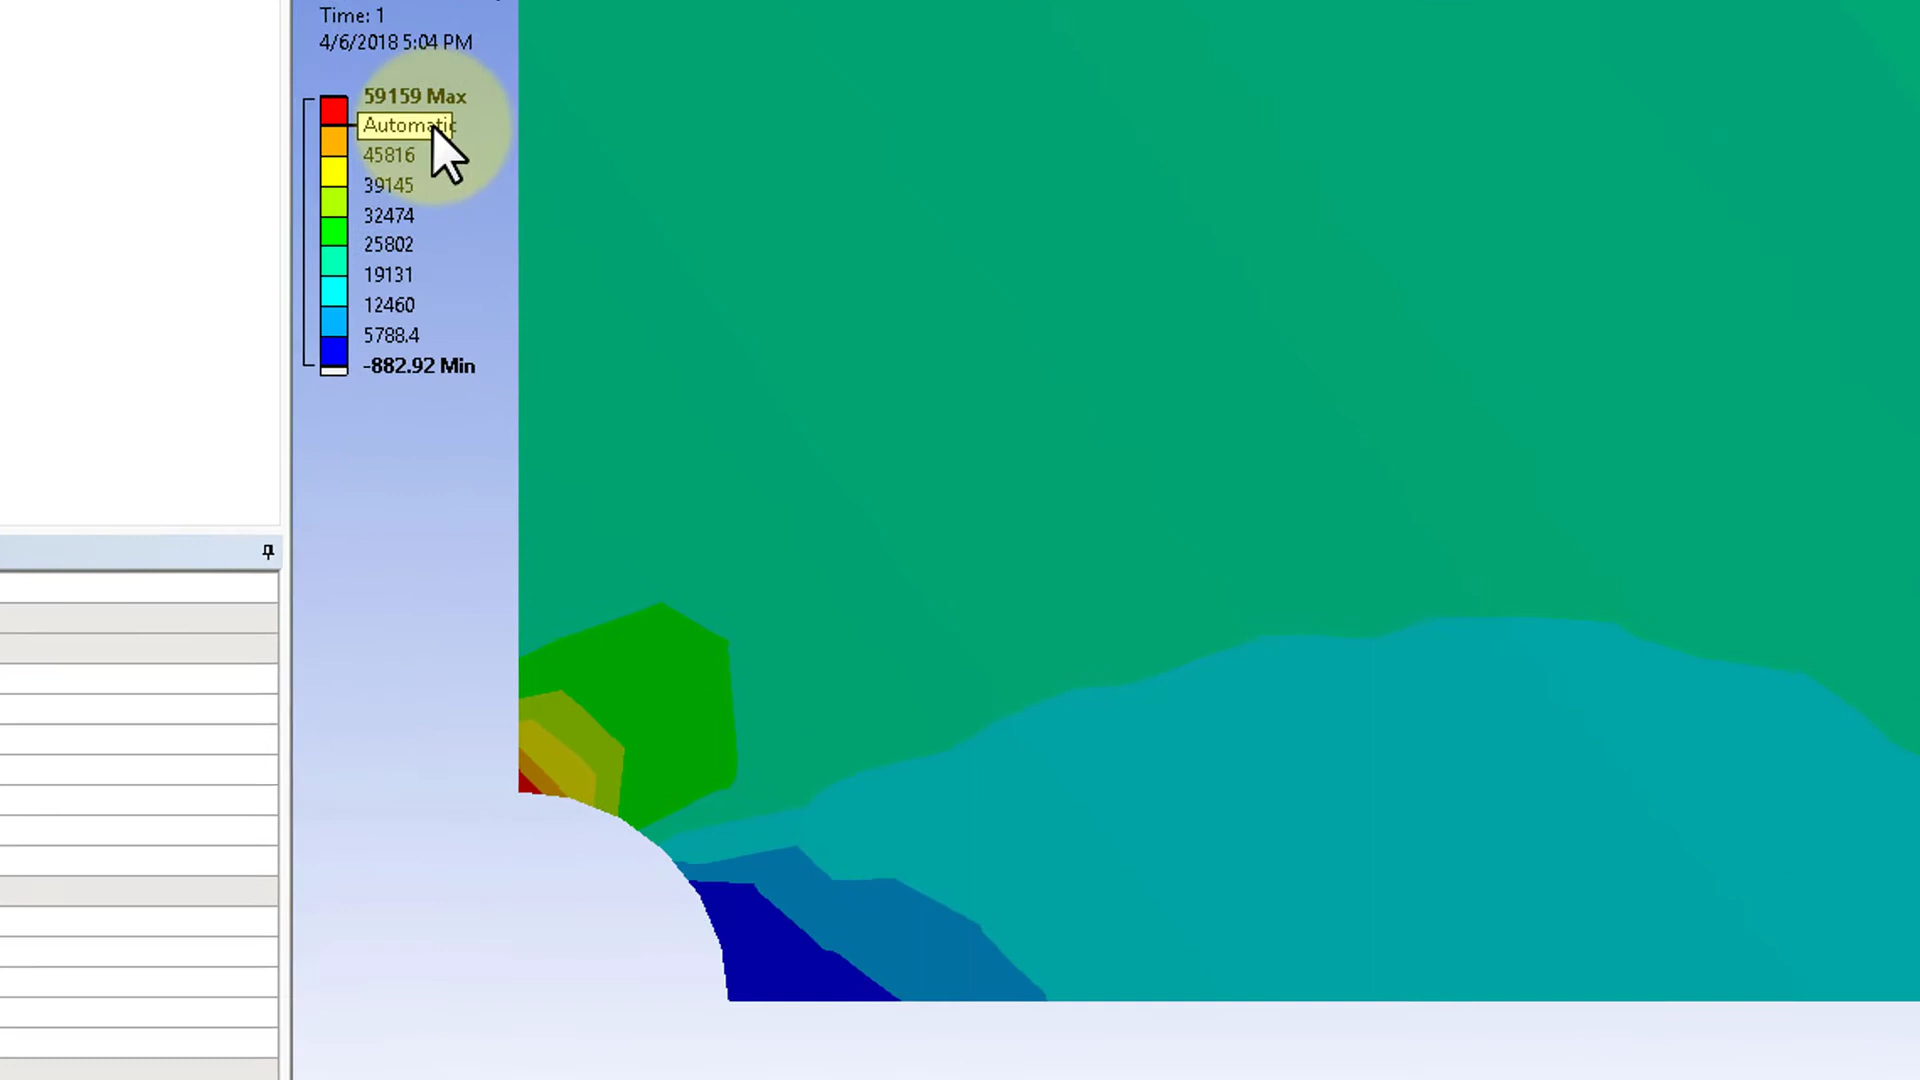 Time: 1
4/6/2018 5:04 PM
59159 Max
Automatic
45816
39145
32474
25802
19131
12460
5788.4
-882.92 Min